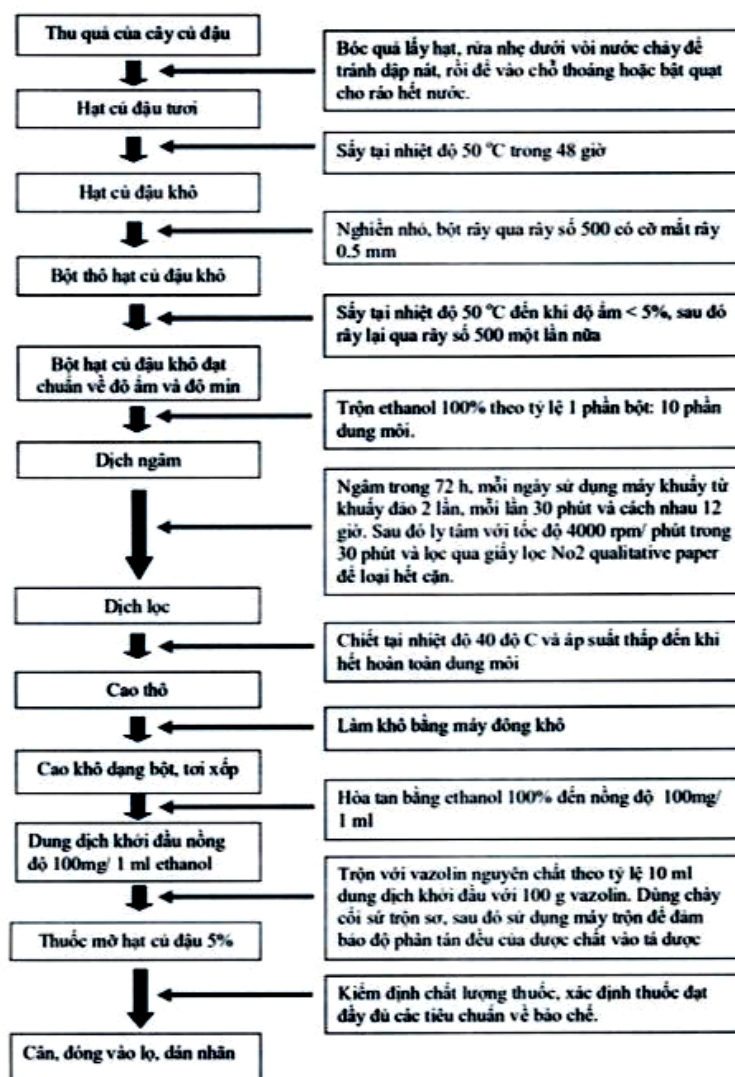 Thu quả của cây củ đậu
Bóc quả lấy hạt, rửa nhẹ dưới vòi nước chảy để
tránh dập nát, rồi để vào chỗ thoáng hoặc bật quạt
cho ráo hết nước.
Hạt củ đậu tươi
Sấy tại nhiệt độ 50 °C trong 48 giờ
Hạt củ đậu khô
Nghiền nhỏ, bột rây qua rây số 500 có cỡ mắt rây
0.5 mm
Bột thô hạt củ đậu khô
Sấy tại nhiệt độ 50 °C đến khi độ ẩm < 5%, sau đó
rây lại qua rây số 500 một lần nữa
Bột hạt củ đậu khô đạt
chuẩn về độ ẩm và độ mịn
Trộn ethanol 100% theo tỷ lệ 1 phần bột: 10 phần
dung môi.
Dịch ngâm
Ngâm trong 72 h, mỗi ngày sử dụng máy khuấy từ
khuấy đảo 2 lần, mỗi lần 30 phút và cách nhau 12
giờ. Sau đó ly tâm với tốc độ 4000 rpm/ phút trong
30 phút và lọc qua giấy lọc No2 qualitative paper
để loại hết cặn.
Dịch lọc
Chiết tại nhiệt độ 40 độ C và áp suất thấp đến khi
hết hoàn toàn dung môi
Cao thô
Làm khô bằng máy đông khô
Cao khô dạng bột, tơi xốp
Hòa tan bằng ethanol 100% đến nồng độ 100mg/
1 ml
Dung dịch khởi đầu nồng
độ 100mg/ 1 ml ethanol
Trộn với vazolin nguyên chất theo tỷ lệ 10 ml
dung dịch khởi đầu với 100 g vazolin. Dùng chày
cối sứ trộn sơ, sau đó sử dụng máy trộn để đảm
bảo độ phân tán đều của dược chất vào tá dược
Thuốc mỡ hạt củ đậu 5%
Kiểm định chất lượng thuốc, xác định thuốc đạt
đầy đủ các tiêu chuẩn về bào chế.
Cân, đóng vào lọ, dán nhãn